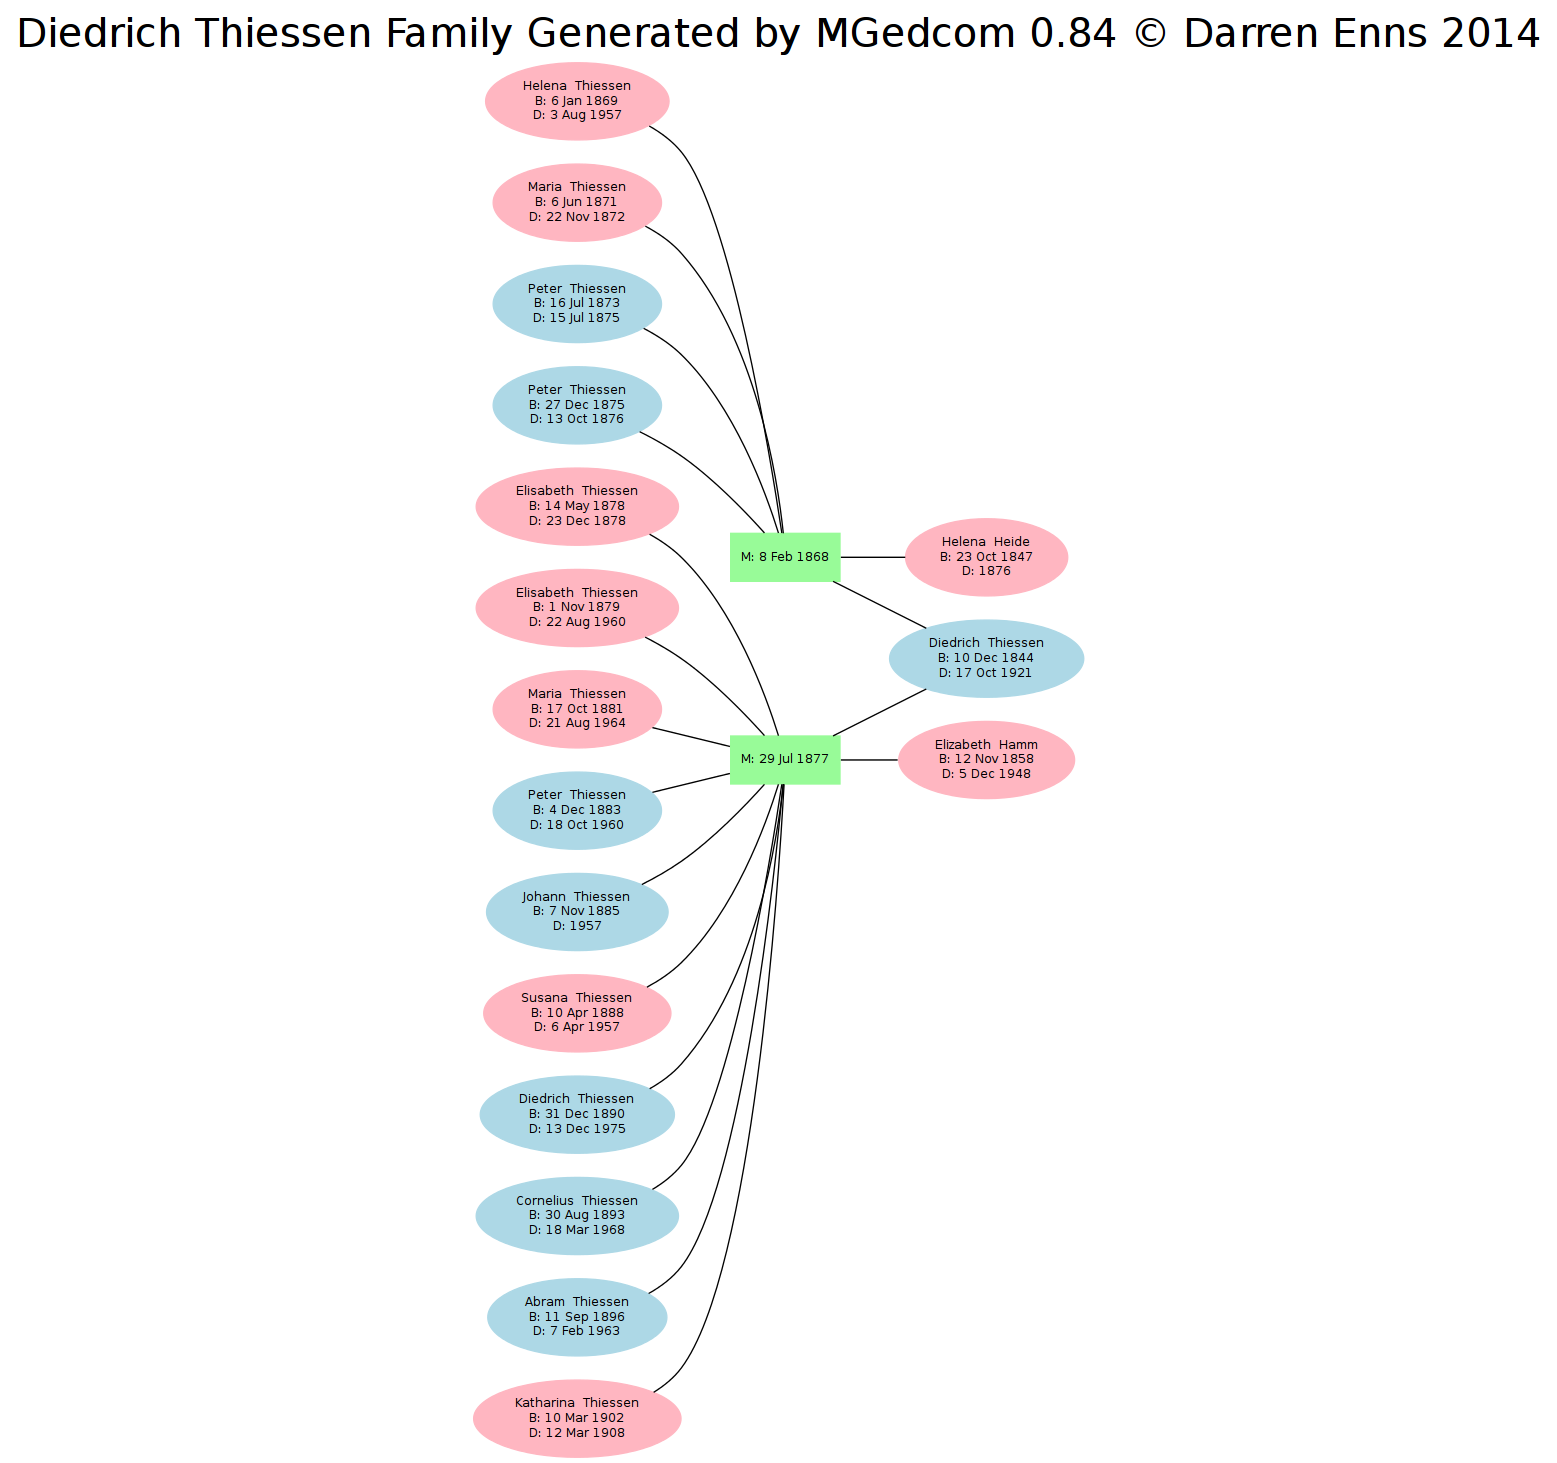 Diedrich Thiessen Family Generated by MGedcom 0.84 © Darren Enns 2014
Helena Thiessen
B: 6 Jan 1869
D: 3 Aug 1957
Maria Thiessen
B: 6 Jun 1871
D: 22 Nov 1872
Peter Thiessen
B: 16 Jul 1873
D: 15 Jul 1875
Peter Thiessen
B: 27 Dec 1875
D: 13 Oct 1876
Elisabeth Thiessen
B: 14 May 1878
D: 23 Dec 1878
Elisabeth Thiessen
B: 1 Nov 1879
D: 22 Aug 1960
Maria Thiessen
B: 17 Oct 1881
D: 21 Aug 1964
Peter Thiessen
B: 4 Dec 1883
D: 18 Oct 1960
Johann Thiessen
B: 7 Nov 1885
D: 1957
Susana Thiessen
B: 10 Apr 1888
D: 6 Apr 1957
Diedrich Thiessen
B: 31 Dec 1890
D: 13 Dec 1975
Cornelius Thiessen
B: 30 Aug 1893
D: 18 Mar 1968
Abram Thiessen
B: 11 Sep 1896
D: 7 Feb 1963
Katharina Thiessen
B: 10 Mar 1902
D: 12 Mar 1908
M: 8 Feb 1868
M: 29 Jul 1877
Helena Heide
B: 23 Oct 1847
D: 1876
Diedrich Thiessen
B: 10 Dec 1844
D: 17 Oct 1921
Elizabeth Hamm
B: 12 Nov 1858
D: 5 Dec 1948